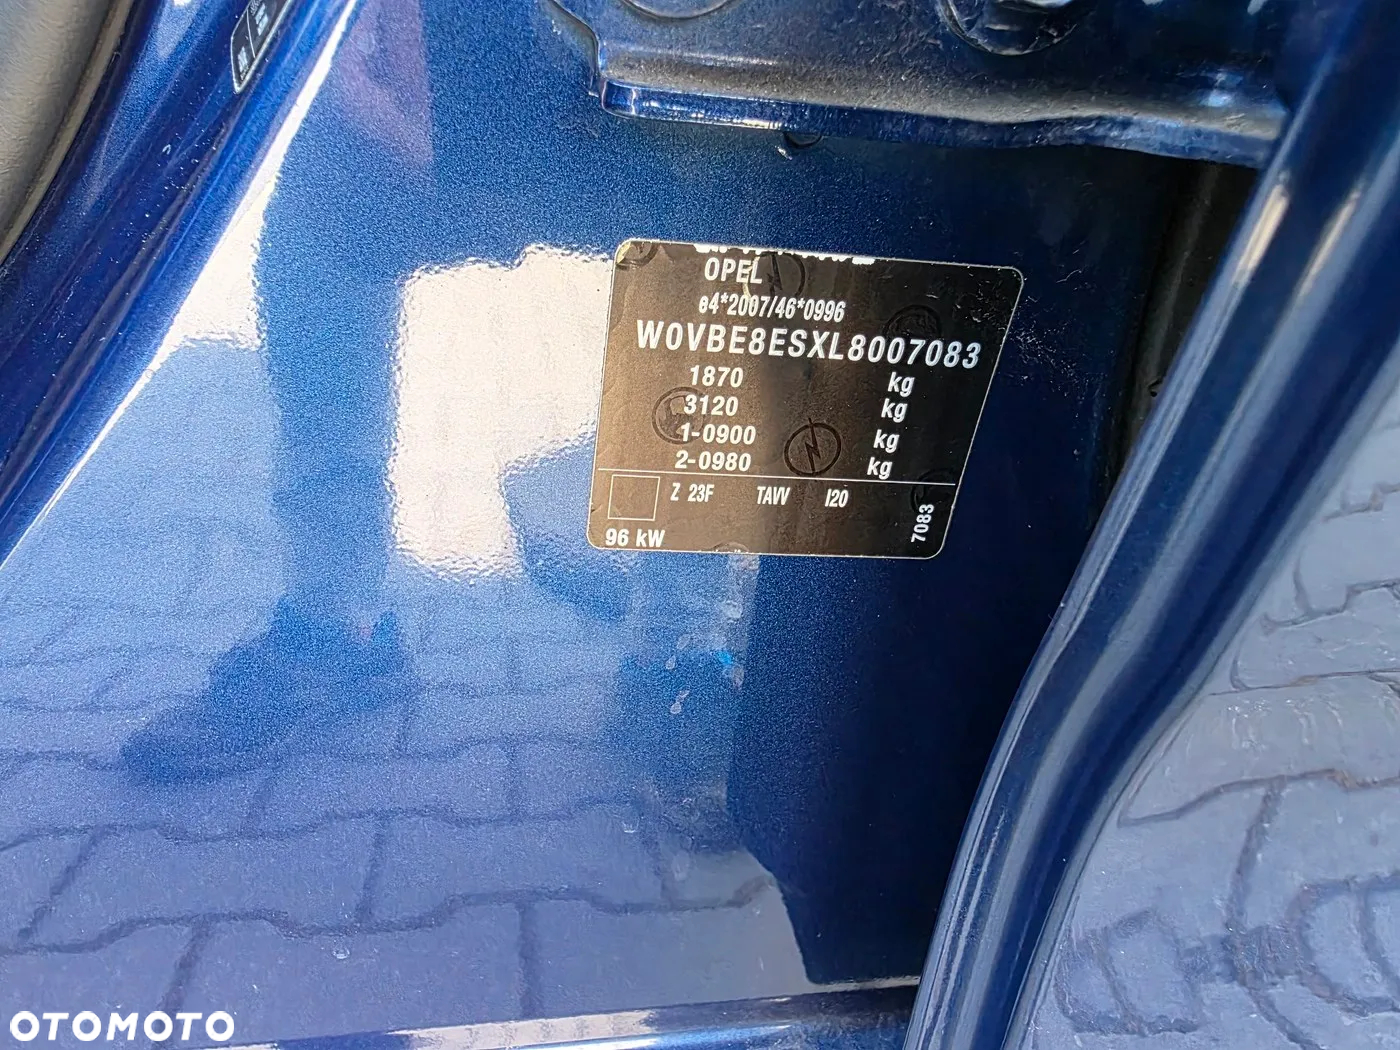 OPEL
e4*2007/46*0996
W0VBE8ESXL8007083
1870 kg
3120 kg
1-0900 kg
2-0980 kg
Z 23F TAVV I20
96 kW
7083
OTOMOTO